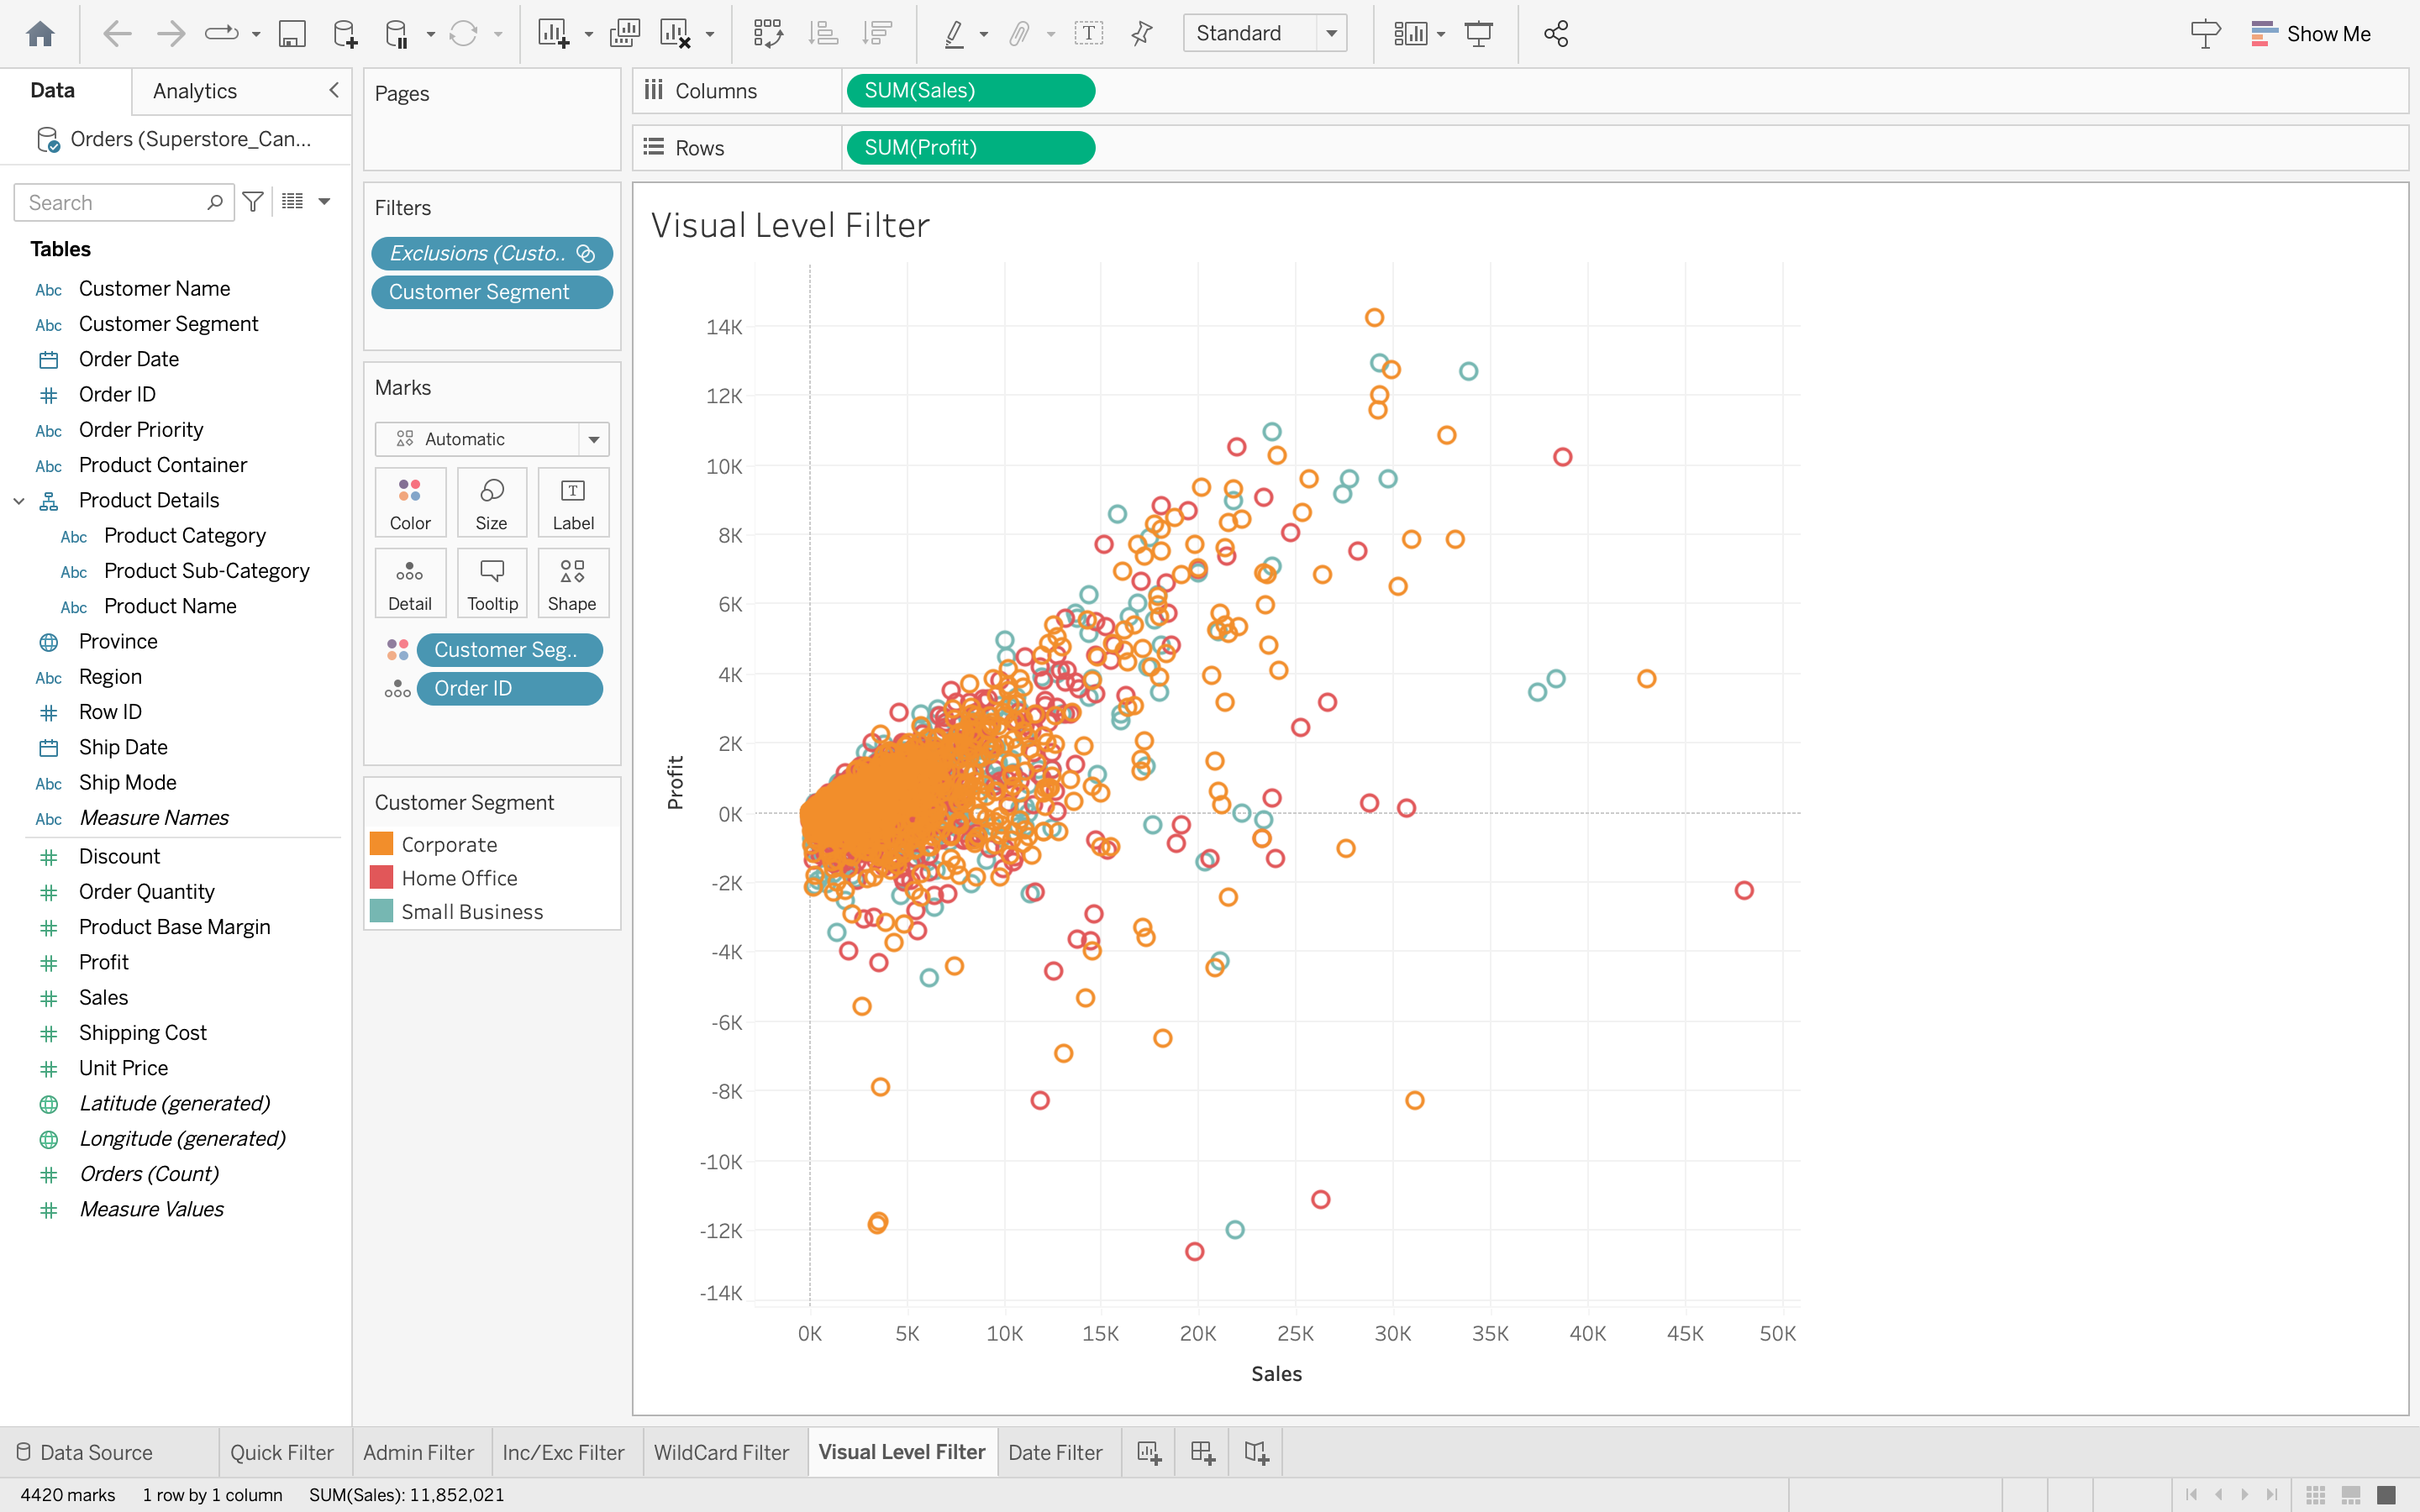 Standard
Show Me
Data
Analytics
Orders (Superstore_Can...
Search
Tables
Abc Customer Name
Abc Customer Segment
Order Date
Order ID
Abc Order Priority
Abc Product Container
Product Details
Abc Product Category
Abc Product Sub-Category
Abc Product Name
Province
Abc Region
Row ID
Ship Date
Abc Ship Mode
Abc Measure Names
Discount
Order Quantity
Product Base Margin
Profit
Sales
Shipping Cost
Unit Price
Latitude (generated)
Longitude (generated)
Orders (Count)
Measure Values
Pages
Filters
Exclusions (Custo..
Customer Segment
Marks
Automatic
Color Size Label
Detail Tooltip Shape
Customer Seg..
Order ID
Customer Segment
Corporate
Home Office
Small Business
Columns SUM(Sales)
Rows SUM(Profit)
Visual Level Filter
14K
12K
10K
8K
6K
4K
2K
0K
-2K
-4K
-6K
-8K
-10K
-12K
-14K
Profit
0K 5K 10K 15K 20K 25K 30K 35K 40K 45K 50K
Sales
Data Source Quick Filter Admin Filter Inc/Exc Filter WildCard Filter Visual Level Filter Date Filter
4420 marks 1 row by 1 column SUM(Sales): 11,852,021